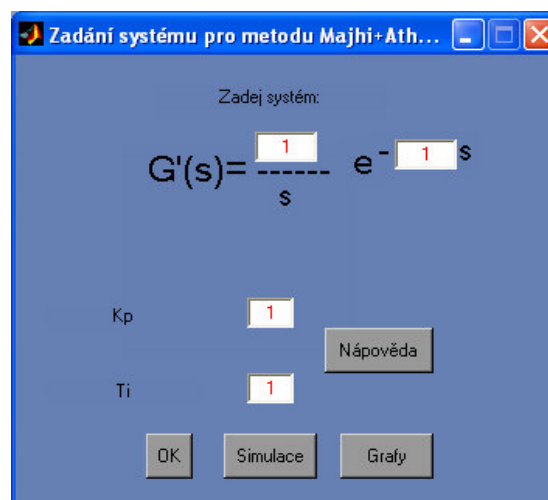 Zadání systému pro metodu Majhi+Ath...
Zadej systém:
G'(s)= 1 ------ s e - 1 s
Kp 1
Nápověda
Ti 1
OK Simulace Grafy